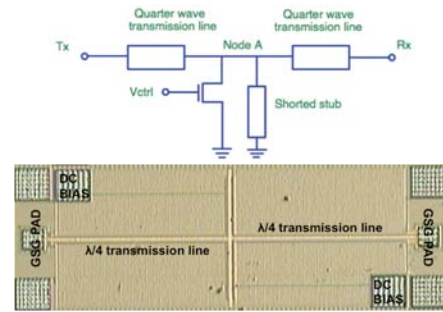 Quarter wave
transmission line
Quarter wave
transmission line
Tx
Node A
Rx
Vctrl
Shorted stub
DC
BIAS
GSG-PAD
λ/4 transmission line
λ/4 transmission line
GSG-PAD
DC
BIAS